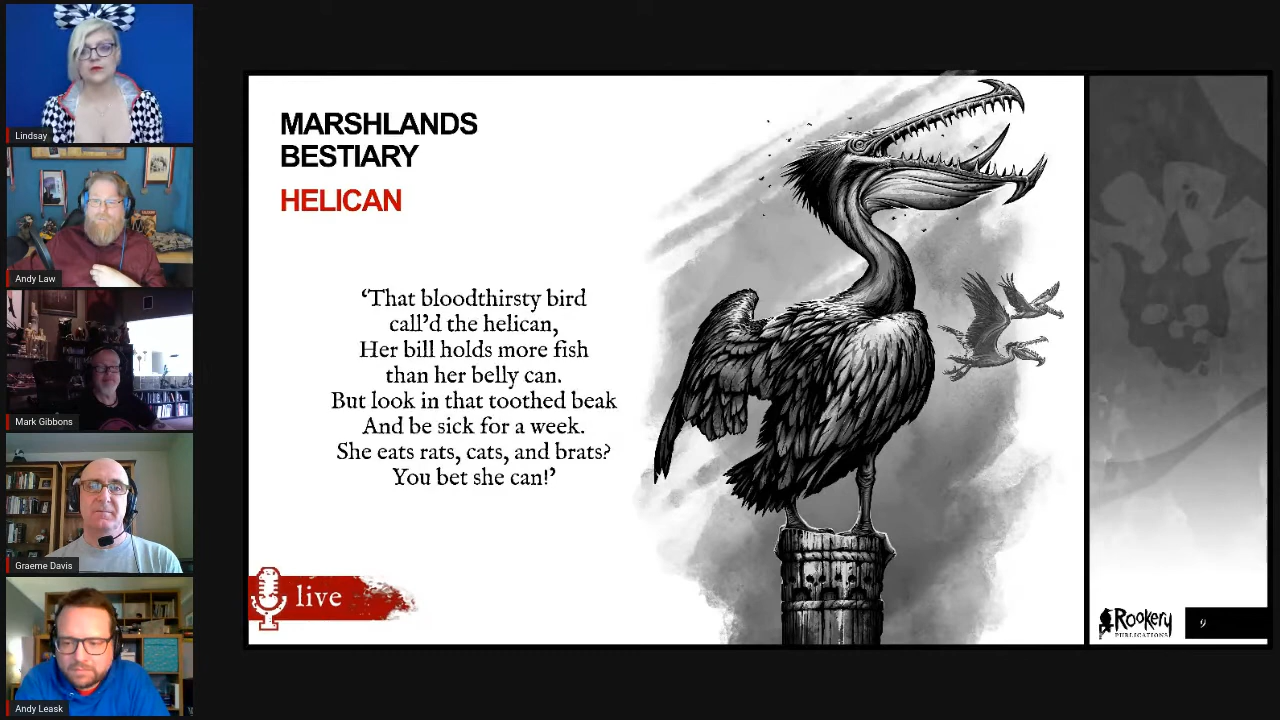 Lindsay
Andy Law
Mark Gibbons
Graeme Davis
Andy Leask
MARSHLANDS
BESTIARY
HELICAN
‘That bloodthirsty bird
call’d the helican,
Her bill holds more fish
than her belly can.
But look in that toothed beak
And be sick for a week.
She eats rats, cats, and brats?
You bet she can!’
live
Rookery
PUBLICATIONS
9